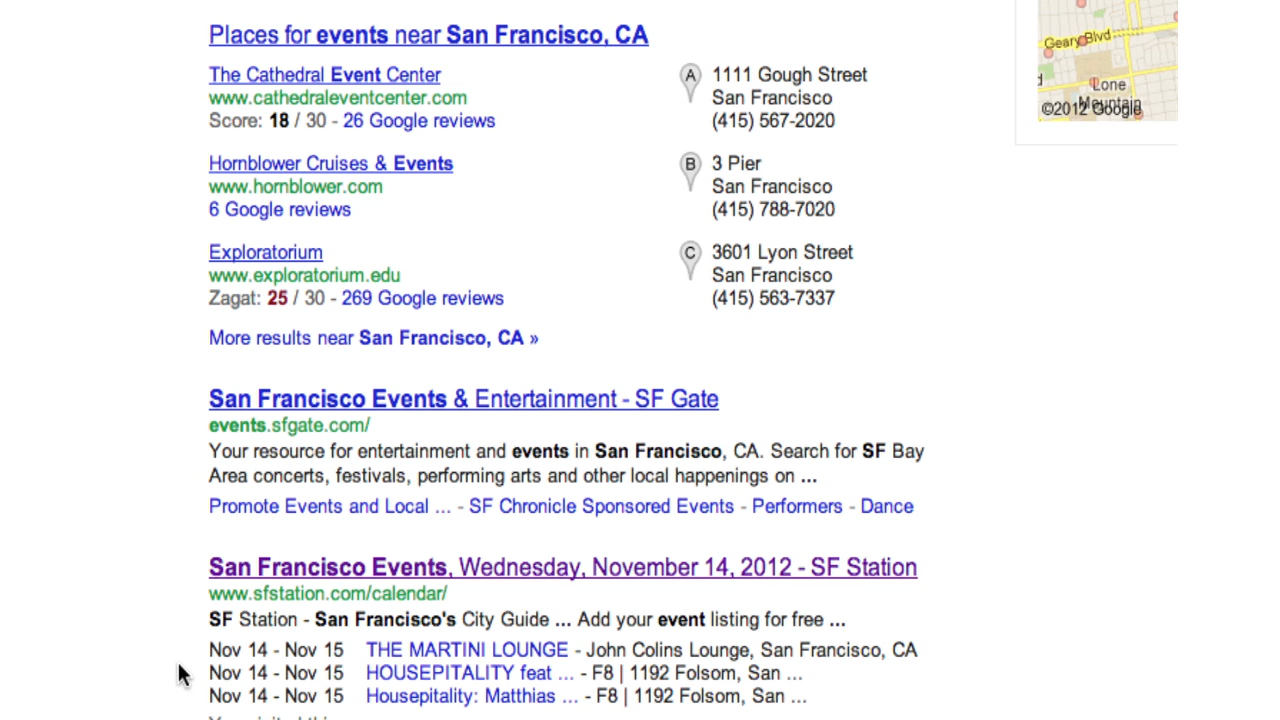 Places for events near San Francisco, CA
The Cathedral Event Center
www.cathedraleventcenter.com
Score: 18 / 30 - 26 Google reviews
A
1111 Gough Street
San Francisco
(415) 567-2020
Hornblower Cruises & Events
www.hornblower.com
6 Google reviews
B
3 Pier
San Francisco
(415) 788-7020
Exploratorium
www.exploratorium.edu
Zagat: 25 / 30 - 269 Google reviews
C
3601 Lyon Street
San Francisco
(415) 563-7337
More results near San Francisco, CA »
San Francisco Events & Entertainment - SF Gate
events.sfgate.com/
Your resource for entertainment and events in San Francisco, CA. Search for SF Bay
Area concerts, festivals, performing arts and other local happenings on ...
Promote Events and Local ... - SF Chronicle Sponsored Events - Performers - Dance
San Francisco Events, Wednesday, November 14, 2012 - SF Station
www.sfstation.com/calendar/
SF Station - San Francisco's City Guide ... Add your event listing for free ...
Nov 14 - Nov 15 THE MARTINI LOUNGE - John Colins Lounge, San Francisco, CA
Nov 14 - Nov 15 HOUSEPITALITY feat ... - F8 | 1192 Folsom, San ...
Nov 14 - Nov 15 Housepitality: Matthias ... - F8 | 1192 Folsom, San ...
Geary Blvd
Lone
Mountain
©2012 Google